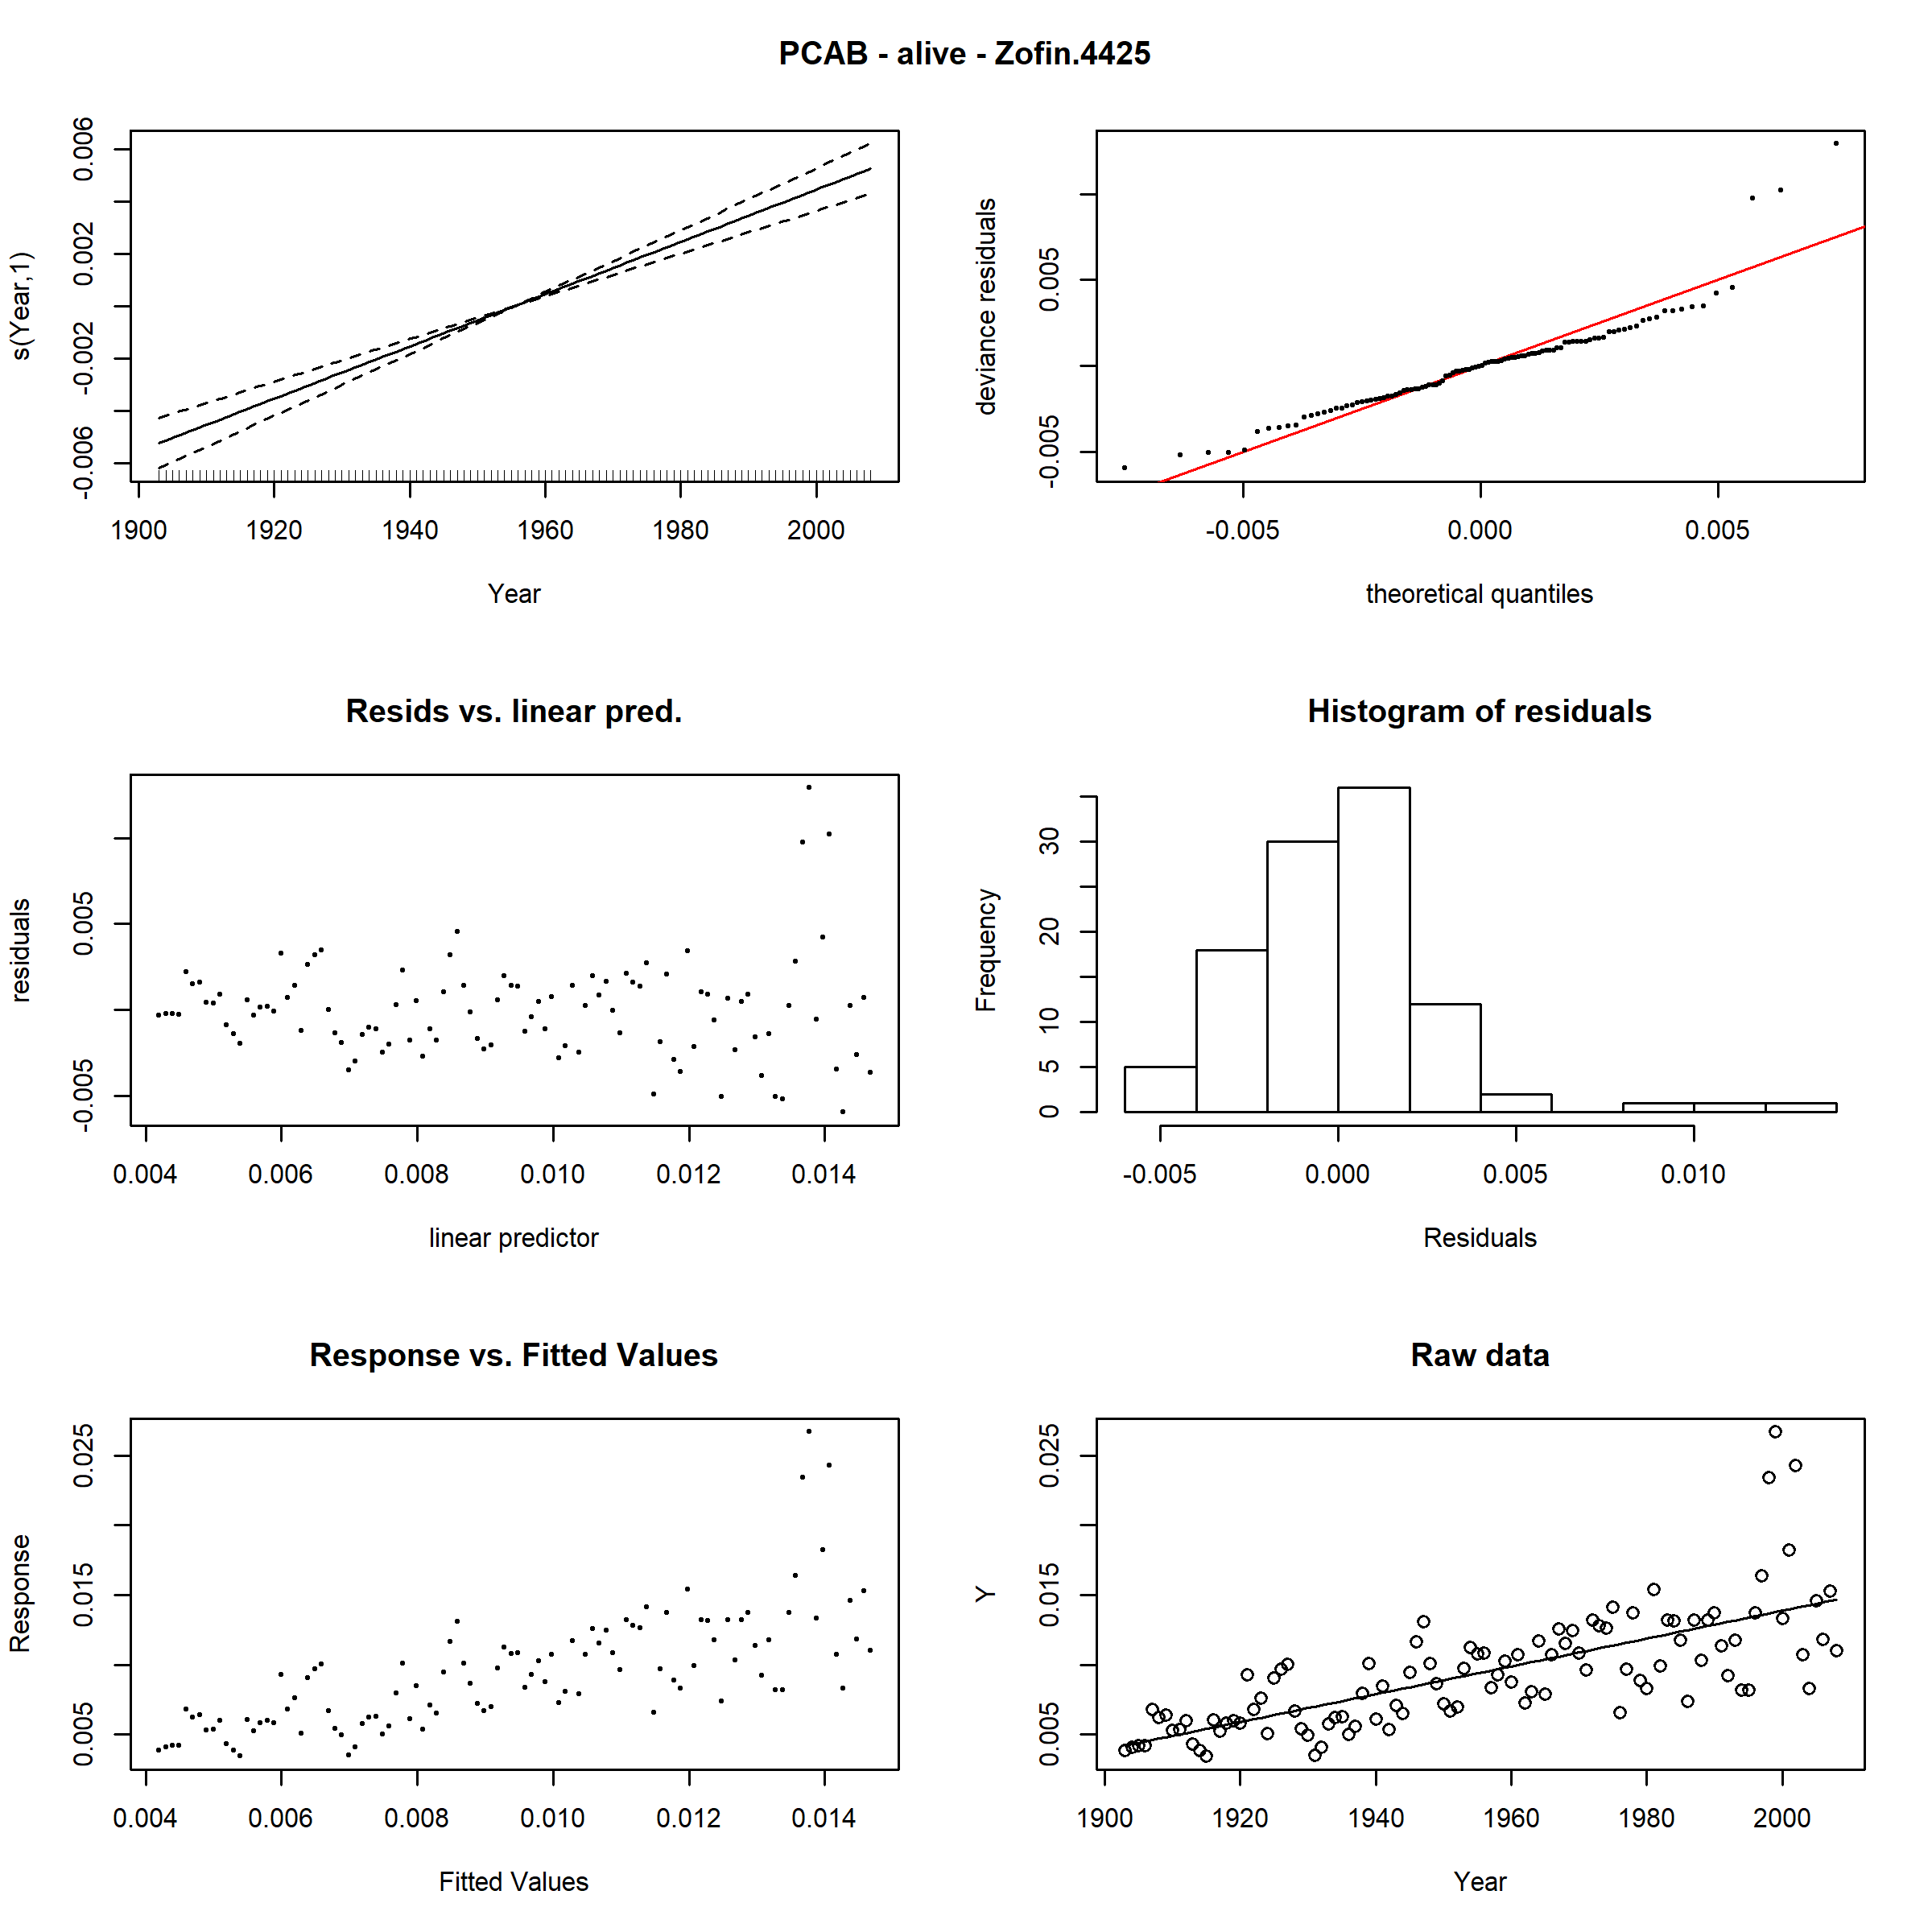 PCAB - alive - Zofin.4425
s(Year,1)
-0.006 -0.002 0.002 0.006
1900 1920 1940 1960 1980 2000
Year
deviance residuals
-0.005 0.005
-0.005 0.000 0.005
theoretical quantiles
Resids vs. linear pred.
residuals
-0.005 0.005
0.004 0.006 0.008 0.010 0.012 0.014
linear predictor
Histogram of residuals
Frequency
0 5 10 20 30
-0.005 0.000 0.005 0.010
Residuals
Response vs. Fitted Values
Response
0.005 0.015 0.025
0.004 0.006 0.008 0.010 0.012 0.014
Fitted Values
Raw data
Y
0.005 0.015 0.025
1900 1920 1940 1960 1980 2000
Year